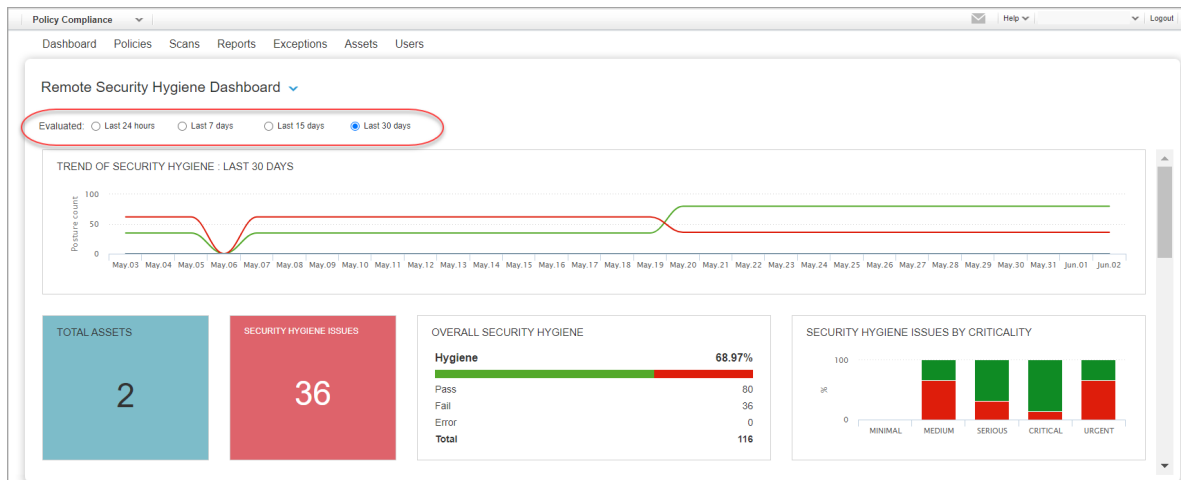 Policy Compliance
Help
Logout
Dashboard Policies Scans Reports Exceptions Assets Users
Remote Security Hygiene Dashboard
Evaluated: Last 24 hours Last 7 days Last 15 days Last 30 days
TREND OF SECURITY HYGIENE : LAST 30 DAYS
Posture count
100
50
0
May.03 May.04 May.05 May.06 May.07 May.08 May.09 May.10 May.11 May.12 May.13 May.14 May.15 May.16 May.17 May.18 May.19 May.20 May.21 May.22 May.23 May.24 May.25 May.26 May.27 May.28 May.29 May.30 May.31 Jun.01 Jun.02
TOTAL ASSETS
2
SECURITY HYGIENE ISSUES
36
OVERALL SECURITY HYGIENE
Hygiene 68.97%
Pass 80
Fail 36
Error 0
Total 116
SECURITY HYGIENE ISSUES BY CRITICALITY
%
100
0
MINIMAL MEDIUM SERIOUS CRITICAL URGENT